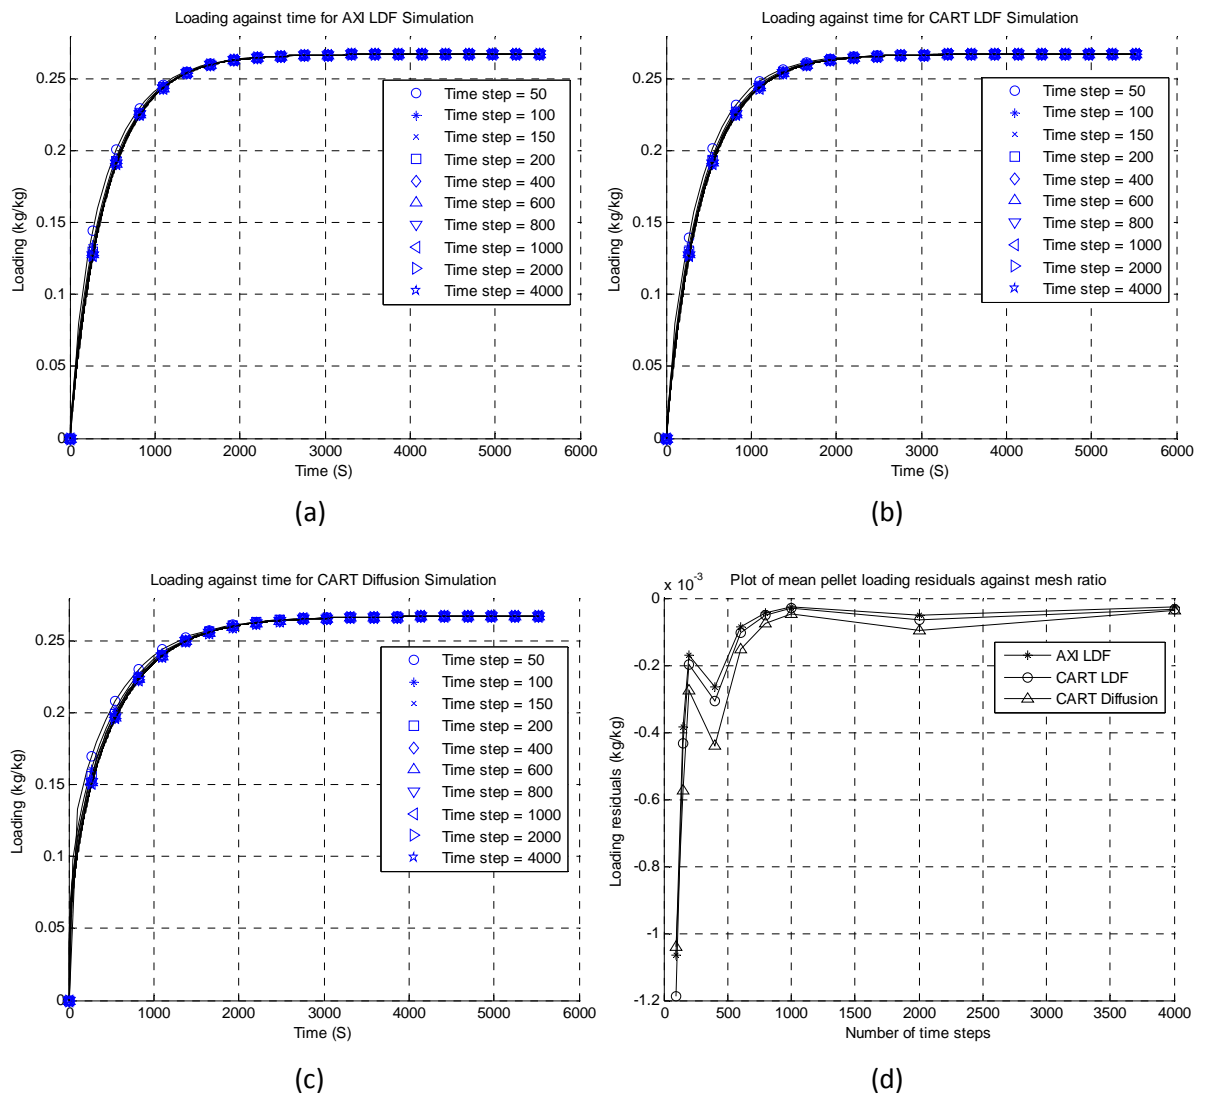 Loading against time for AXI LDF Simulation
0.25
0.2
0.15
0.1
0.05
0
Loading (kg/kg)
Time step = 50
Time step = 100
Time step = 150
Time step = 200
Time step = 400
Time step = 600
Time step = 800
Time step = 1000
Time step = 2000
Time step = 4000
0 1000 2000 3000 4000 5000 6000
Time (S)
(a)
Loading against time for CART LDF Simulation
0.25
0.2
0.15
0.1
0.05
0
Loading (kg/kg)
Time step = 50
Time step = 100
Time step = 150
Time step = 200
Time step = 400
Time step = 600
Time step = 800
Time step = 1000
Time step = 2000
Time step = 4000
0 1000 2000 3000 4000 5000 6000
Time (S)
(b)
Loading against time for CART Diffusion Simulation
0.25
0.2
0.15
0.1
0.05
0
Loading (kg/kg)
Time step = 50
Time step = 100
Time step = 150
Time step = 200
Time step = 400
Time step = 600
Time step = 800
Time step = 1000
Time step = 2000
Time step = 4000
0 1000 2000 3000 4000 5000 6000
Time (S)
(c)
x 10-3
Plot of mean pellet loading residuals against mesh ratio
0
-0.2
-0.4
-0.6
-0.8
-1
-1.2
Loading residuals (kg/kg)
AXI LDF
CART LDF
CART Diffusion
0 500 1000 1500 2000 2500 3000 3500 4000
Number of time steps
(d)